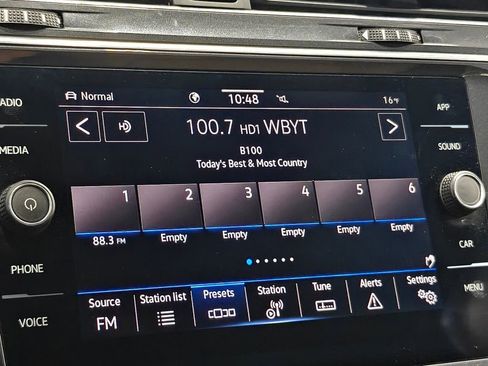 RADIO
MEDIA
PHONE
VOICE
Normal
10:48
16°F
100.7 HD1 WBYT
B100
Today's Best & Most Country
1
2
3
4
5
6
88.3 FM
Empty
Empty
Empty
Empty
Empty
Source
FM
Station list
Presets
Station
Tune
Alerts
Settings
APP
SOUND
CAR
MENU